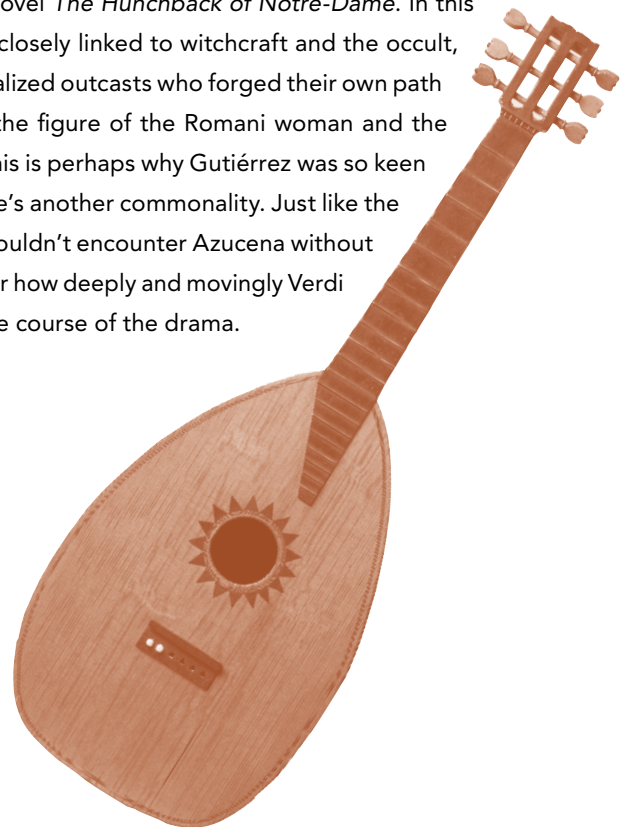 ovel The Hunchback of Notre-Dame. In this
closely linked to witchcraft and the occult,
alized outcasts who forged their own path
the figure of the Romani woman and the
his is perhaps why Gutiérrez was so keen
e's another commonality. Just like the
ouldn't encounter Azucena without
r how deeply and movingly Verdi
e course of the drama.